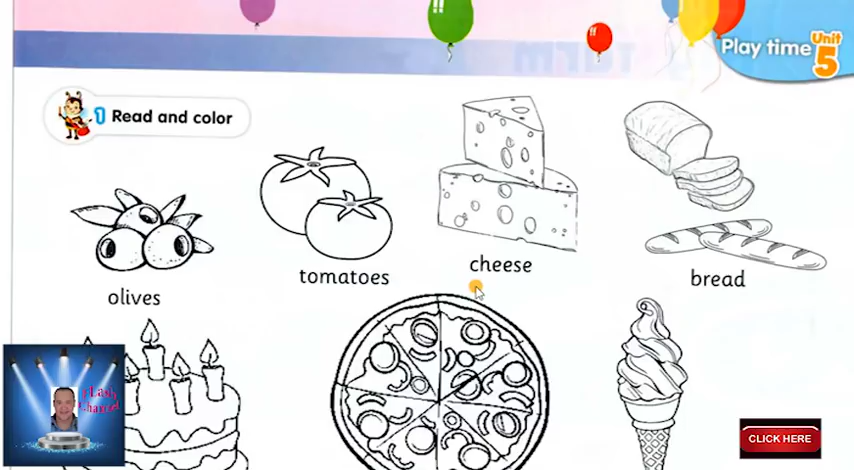 Play time
Unit
5
1 Read and color
olives
tomatoes
cheese
bread
CLICK HERE